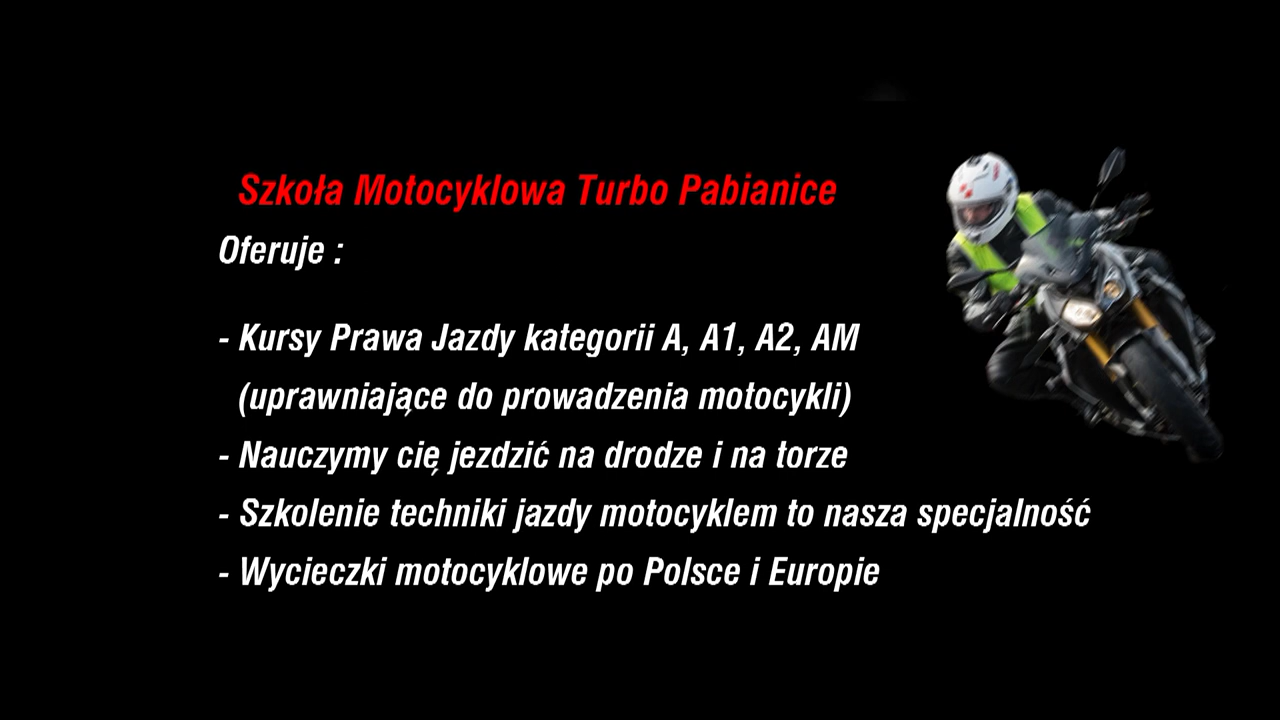 Szkoła Motocyklowa Turbo Pabianice
Oferuje :
- Kursy Prawa Jazdy kategorii A, A1, A2, AM
(uprawniające do prowadzenia motocykli)
- Nauczymy cię jezdzić na drodze i na torze
- Szkolenie techniki jazdy motocyklem to nasza specjalność
- Wycieczki motocyklowe po Polsce i Europie